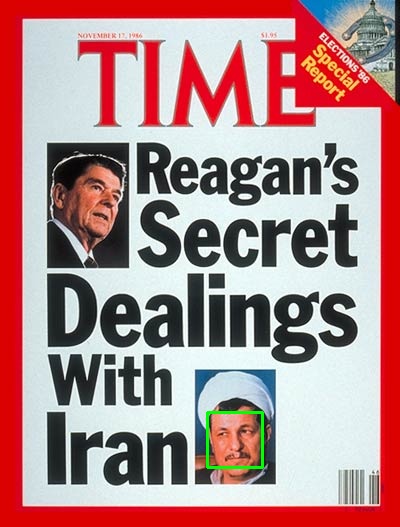 NOVEMBER 17, 1986 $1.95
ELECTIONS '86
Special
Report
TIME
Reagan's
Secret
Dealings
With
Iran